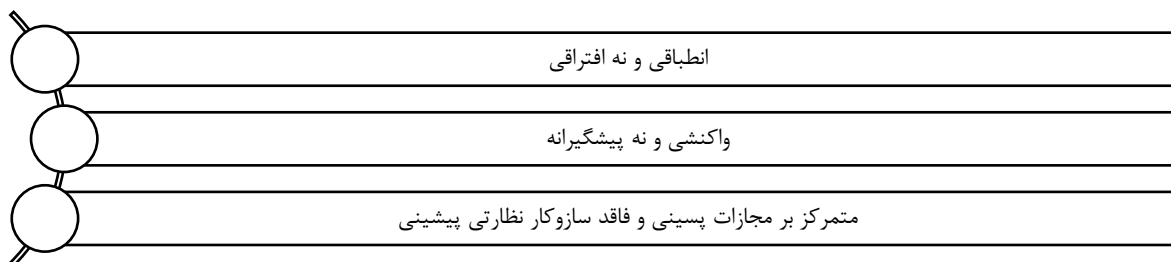 انطباقی و نه افتراقی
واکنشی و نه پیشگیرانه
متمرکز بر مجازات پسینی و فاقد سازوکار نظارتی پیشینی